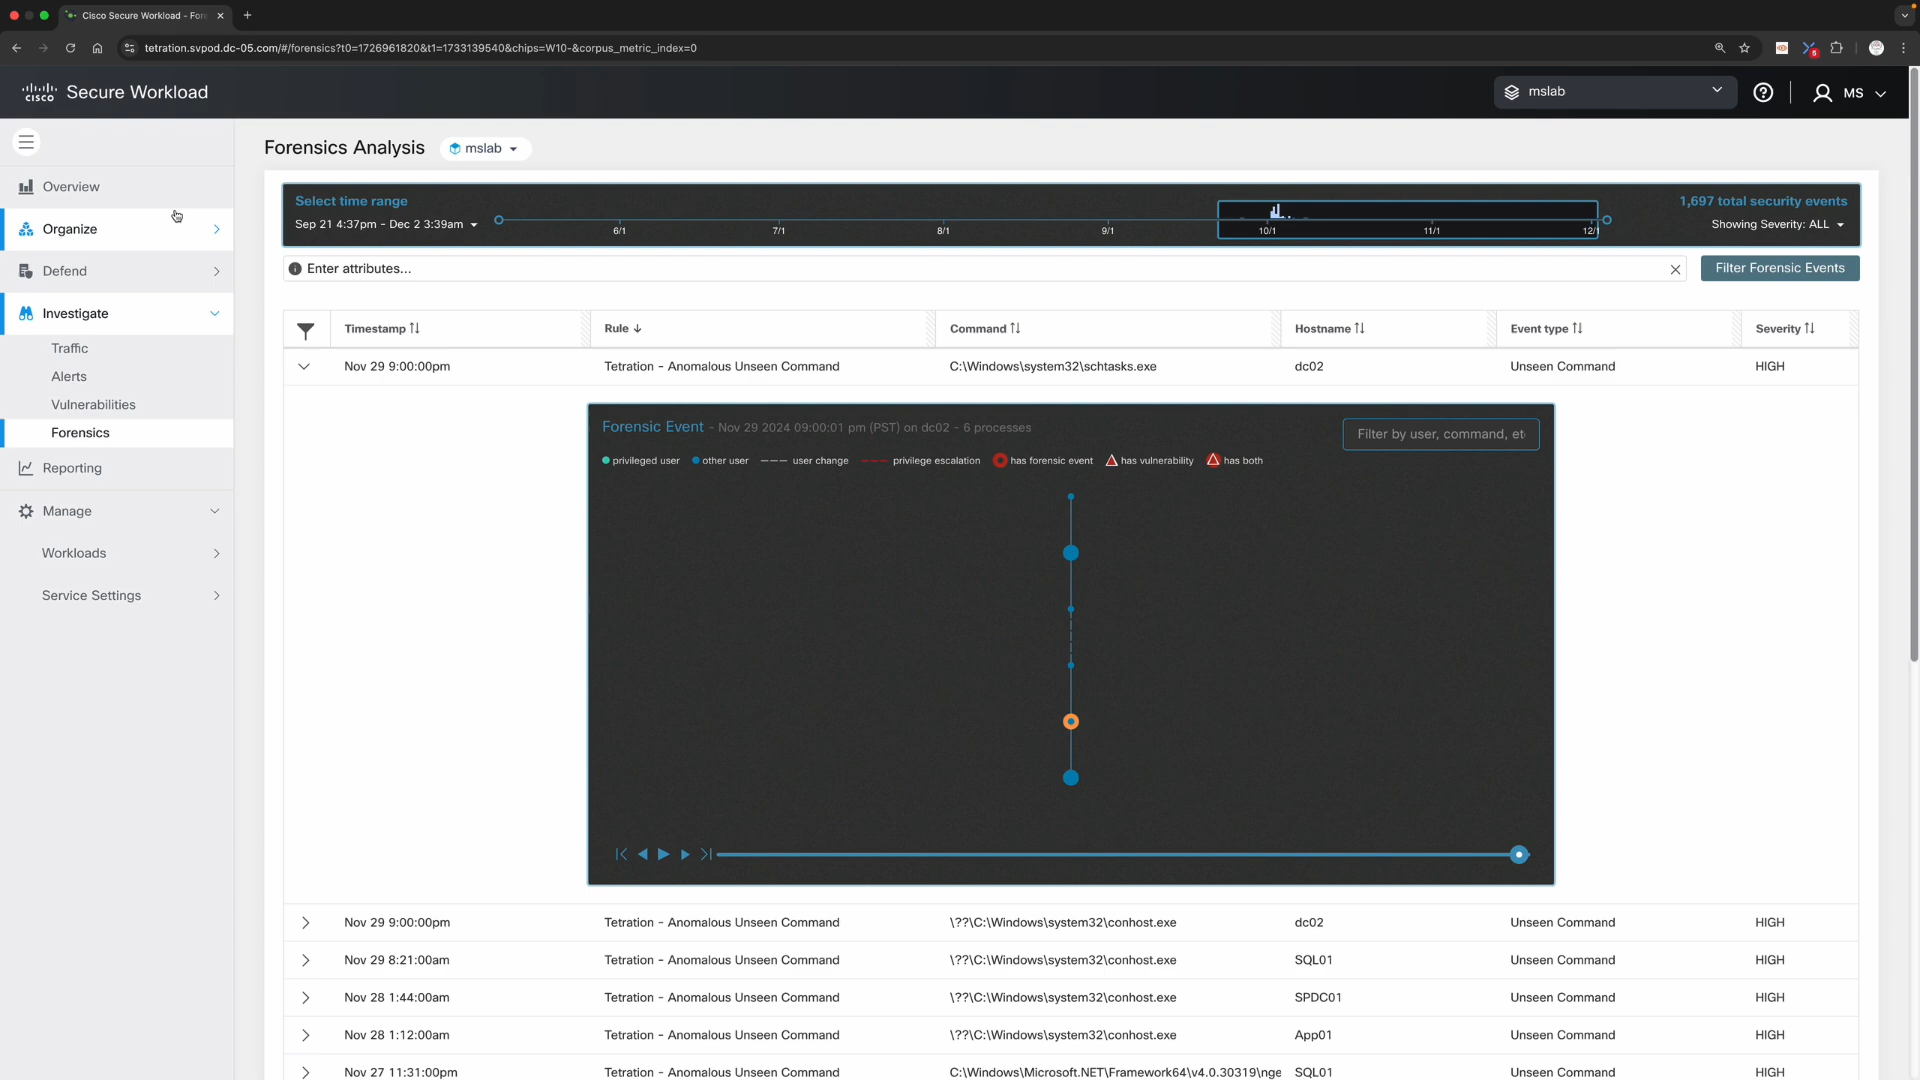 Cisco Secure Workload - For
tetration.svpod.dc-05.com/#/forensics?t0=1726961820&t1=1733139540&chips=W10-&corpus_metric_index=0
6
CISCO Secure Workload
mslab
MS
Forensics Analysis
mslab
Overview
Organize
Defend
Investigate
Traffic
Alerts
Vulnerabilities
Forensics
Reporting
Manage
Workloads
Service Settings
Select time range
1,697 total security events
Sep 21 4:37pm - Dec 2 3:39am
Showing Severity: ALL
6/1 7/1 8/1 9/1 10/1 11/1 12/1
Enter attributes...
Filter Forensic Events
Timestamp Rule Command Hostname Event type Severity
Nov 29 9:00:00pm Tetration - Anomalous Unseen Command C:\Windows\system32\schtasks.exe dc02 Unseen Command HIGH
Forensic Event - Nov 29 2024 09:00:01 pm (PST) on dc02 - 6 processes
Filter by user, command, et
privileged user other user user change privilege escalation has forensic event has vulnerability has both
Nov 29 9:00:00pm Tetration - Anomalous Unseen Command \??\C:\Windows\system32\conhost.exe dc02 Unseen Command HIGH
Nov 29 8:21:00am Tetration - Anomalous Unseen Command \??\C:\Windows\system32\conhost.exe SQL01 Unseen Command HIGH
Nov 28 1:44:00am Tetration - Anomalous Unseen Command \??\C:\Windows\system32\conhost.exe SPDC01 Unseen Command HIGH
Nov 28 1:12:00am Tetration - Anomalous Unseen Command \??\C:\Windows\system32\conhost.exe App01 Unseen Command HIGH
Nov 27 11:31:00pm Tetration - Anomalous Unseen Command C:\Windows\Microsoft.NET\Framework64\v4.0.30319\nge SQL01 Unseen Command HIGH